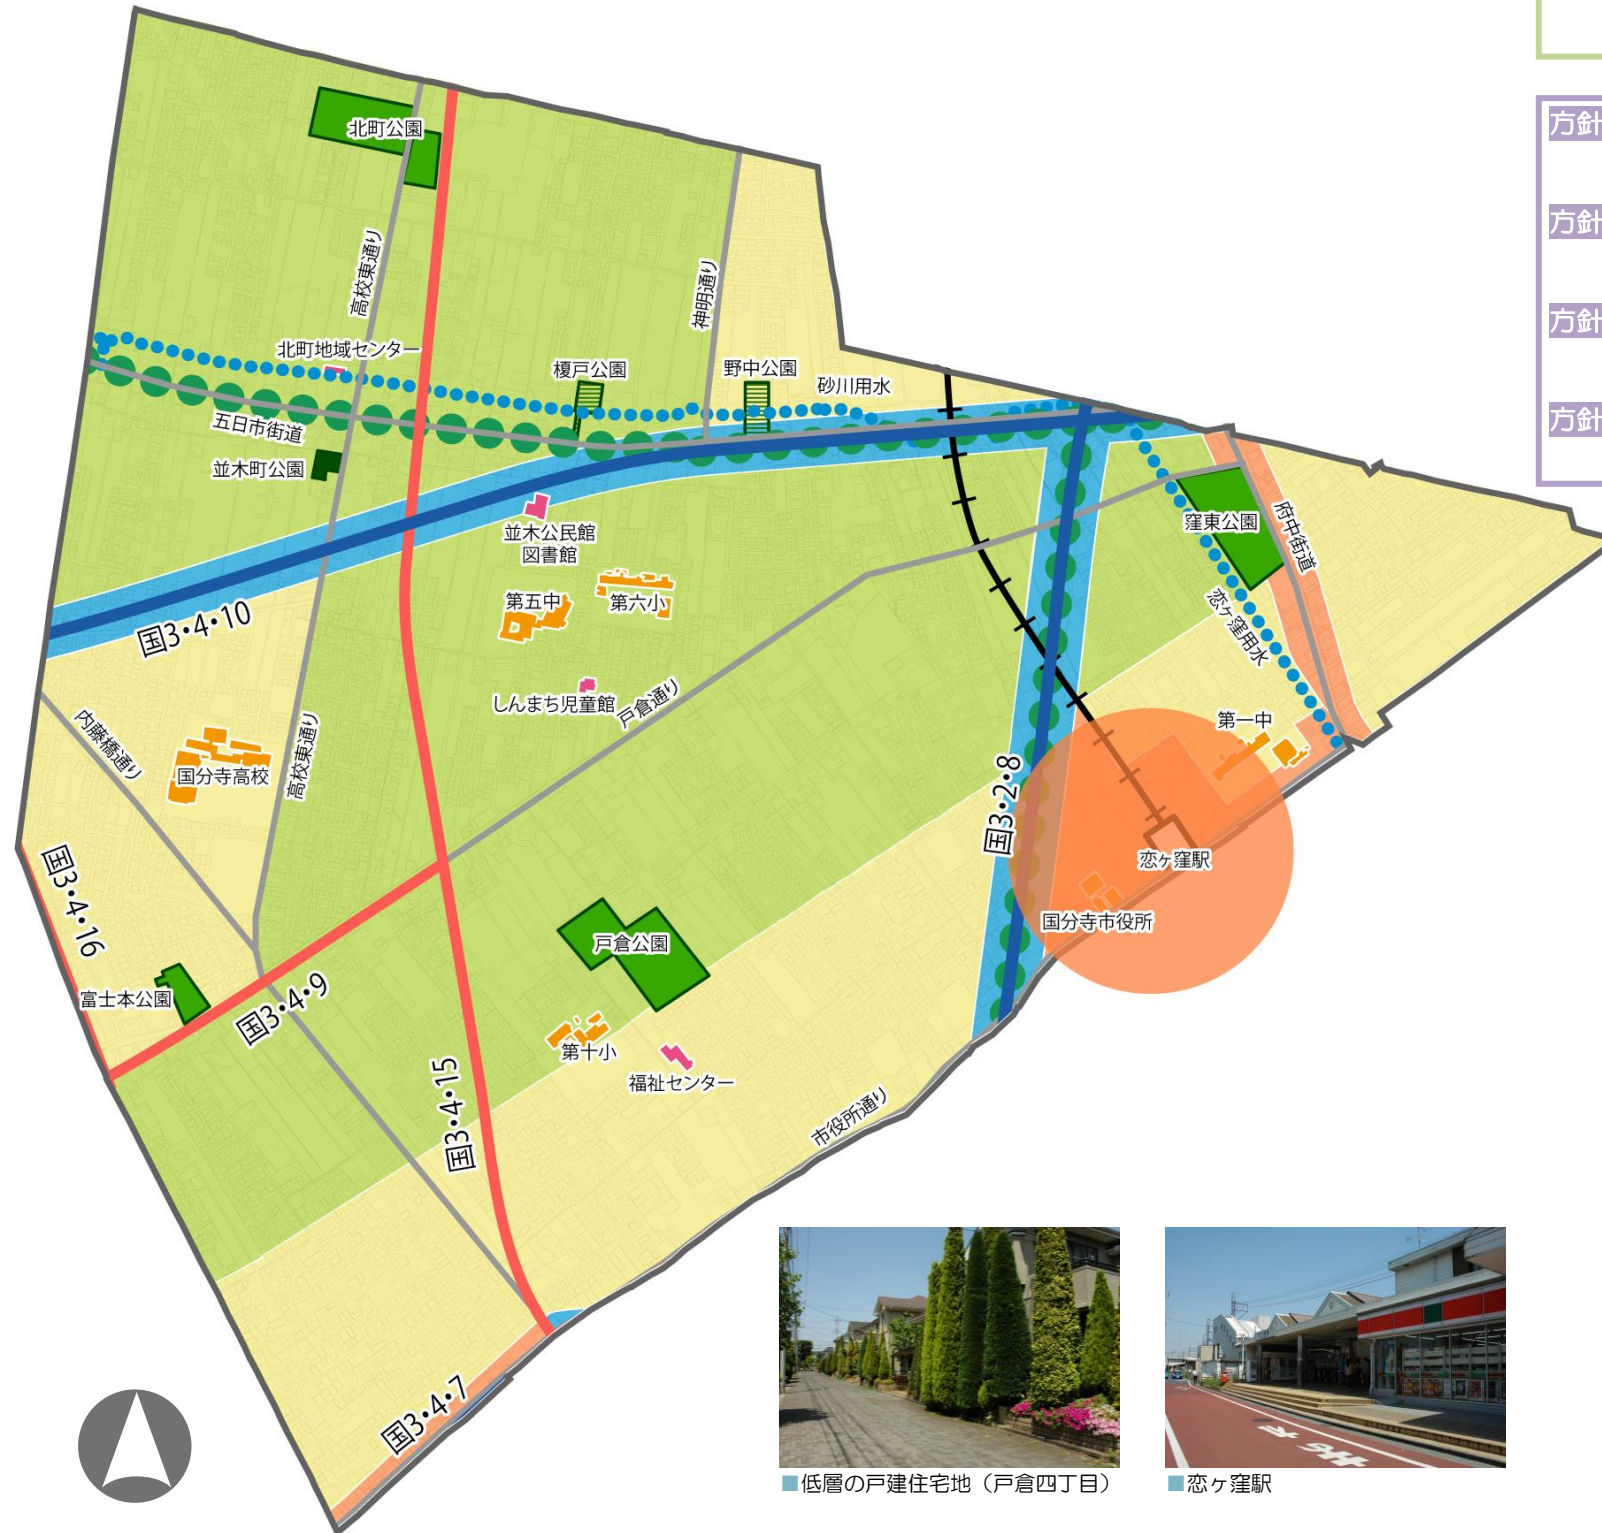 方針
方針
方針
方針
北町公園
高校東通り
神明通り
北町地域センター
榎戸公園
野中公園
砂川用水
五日市街道
並木町公園
並木公民館
図書館
窪東公園
府中街道
第五中
第六小
恋ヶ窪用水
国3・4・10
しんまち児童館
戸倉通り
内藤橋通り
国分寺高校
高校東通り
第一中
国3・2・8
恋ヶ窪駅
国3・4・16
国分寺市役所
戸倉公園
富士本公園
国3・4・9
第十小
福祉センター
国3・4・15
市役所通り
国3・4・7
■低層の戸建住宅地（戸倉四丁目）
■恋ヶ窪駅